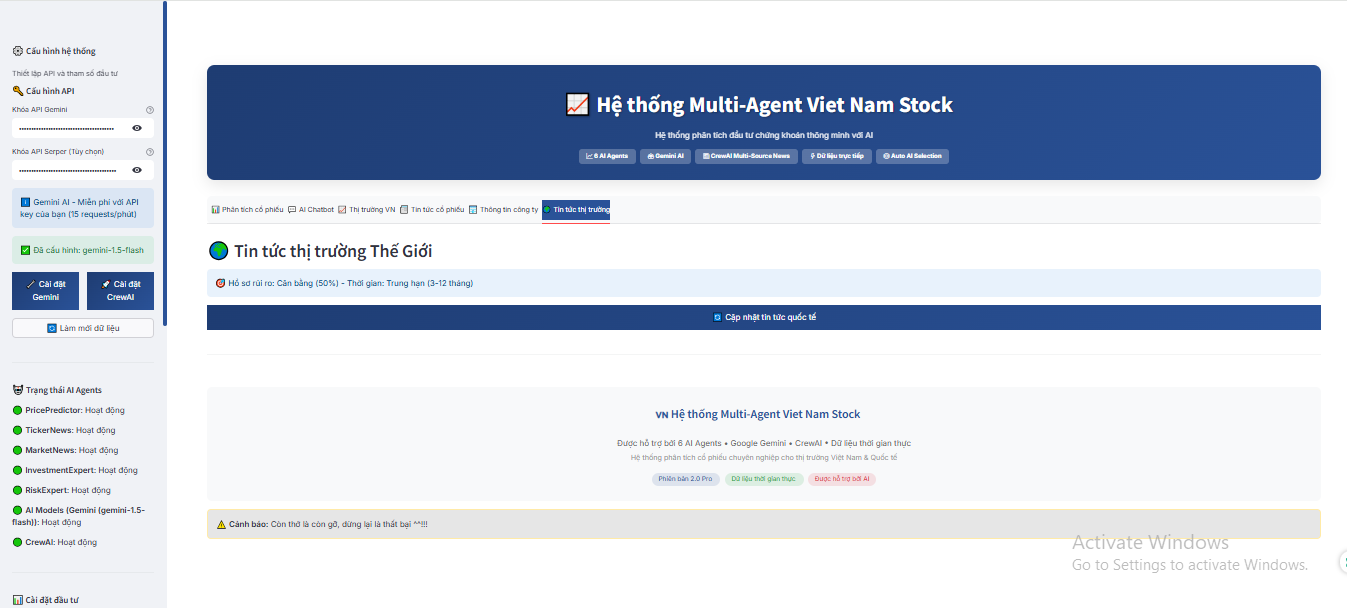 Cấu hình hệ thống
Thiết lập API và tham số đầu tư
Cấu hình API
Khóa API Gemini
Khóa API Serper (Tùy chọn)
Gemini AI - Miễn phí với API
key của bạn (15 requests/phút)
Đã cấu hình: gemini-1.5-flash
Cài đặt
Gemini
Cài đặt
CrewAI
Làm mới dữ liệu
Trạng thái AI Agents
PricePredictor: Hoạt động
TickerNews: Hoạt động
MarketNews: Hoạt động
InvestmentExpert: Hoạt động
RiskExpert: Hoạt động
AI Models (Gemini (gemini-1.5-
flash)): Hoạt động
CrewAI: Hoạt động
Cài đặt đầu tư
Hệ thống Multi-Agent Viet Nam Stock
Hệ thống phân tích đầu tư chứng khoán thông minh với AI
6 AI Agents
Gemini AI
CrewAI Multi-Source News
Dữ liệu trực tiếp
Auto AI Selection
Phân tích cổ phiếu
AI Chatbot
Thị trường VN
Tin tức cổ phiếu
Thông tin công ty
Tin tức thị trường
Tin tức thị trường Thế Giới
Hồ sơ rủi ro: Cân bằng (50%) - Thời gian: Trung hạn (3-12 tháng)
Cập nhật tin tức quốc tế
VN Hệ thống Multi-Agent Viet Nam Stock
Được hỗ trợ bởi 6 AI Agents • Google Gemini • CrewAI • Dữ liệu thời gian thực
Hệ thống phân tích cổ phiếu chuyên nghiệp cho thị trường Việt Nam & Quốc tế
Phiên bản 2.0 Pro
Dữ liệu thời gian thực
Được hỗ trợ bởi AI
Cảnh báo: Còn thở là còn gỡ, dừng lại là thất bại ^^!!!
Activate Windows
Go to Settings to activate Windows.